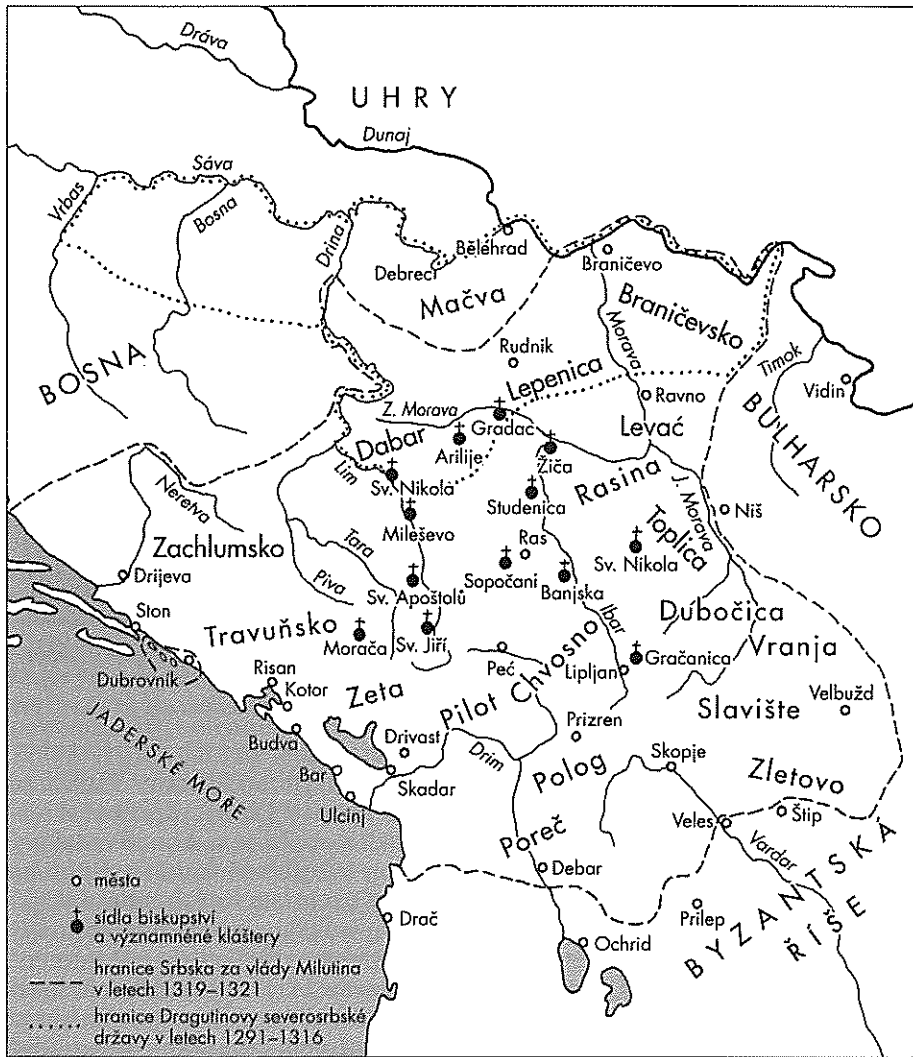 Dráva
UHRY
Dunaj
Sáva
Vrbas
Bosna
Drina
Bělehrad
Debreci
Braničevo
Mačva
Braničevsko
Morava
Rudnik
Timok
BOSNA
Lepenica
Vidin
Ravno
Z. Morava
Gradac
BULHARSKO
Dabar
Arilije
Levać
Žiča
Lim
Sv. Nikola
Rasina
Studenica
J. Morava
Neretva
Niš
Mileševo
Toplica
Zachlumsko
Tara
Ras
Sv. Nikola
Piva
Sopočani
Drijeva
Sv. Apoštolů
Banjska
Ston
Dubočica
Ibar
Travuňsko
Morača
Sv. Jiří
Vranja
Peć
Chvosno
Gračanica
Dubrovník
Risan
Lipljan
Kotor
Zeta
Velbužd
Pilot
Slaviště
Budva
Prizren
JADERSKÉ MOŘE
Drivast
Drim
Skopje
Bar
Polog
Zletovo
Skadar
Ulcinj
Veles
Štip
Poreč
Vardar
Debar
města
BYZANTSKÁ
ŘÍŠE
Prilep
sídla biskupství
a významněné kláštery
Drač
Ochrid
hranice Srbska za vlády Milutina
v letech 1319–1321
hranice Dragutinovy severosrbské
državy v letech 1291–1316